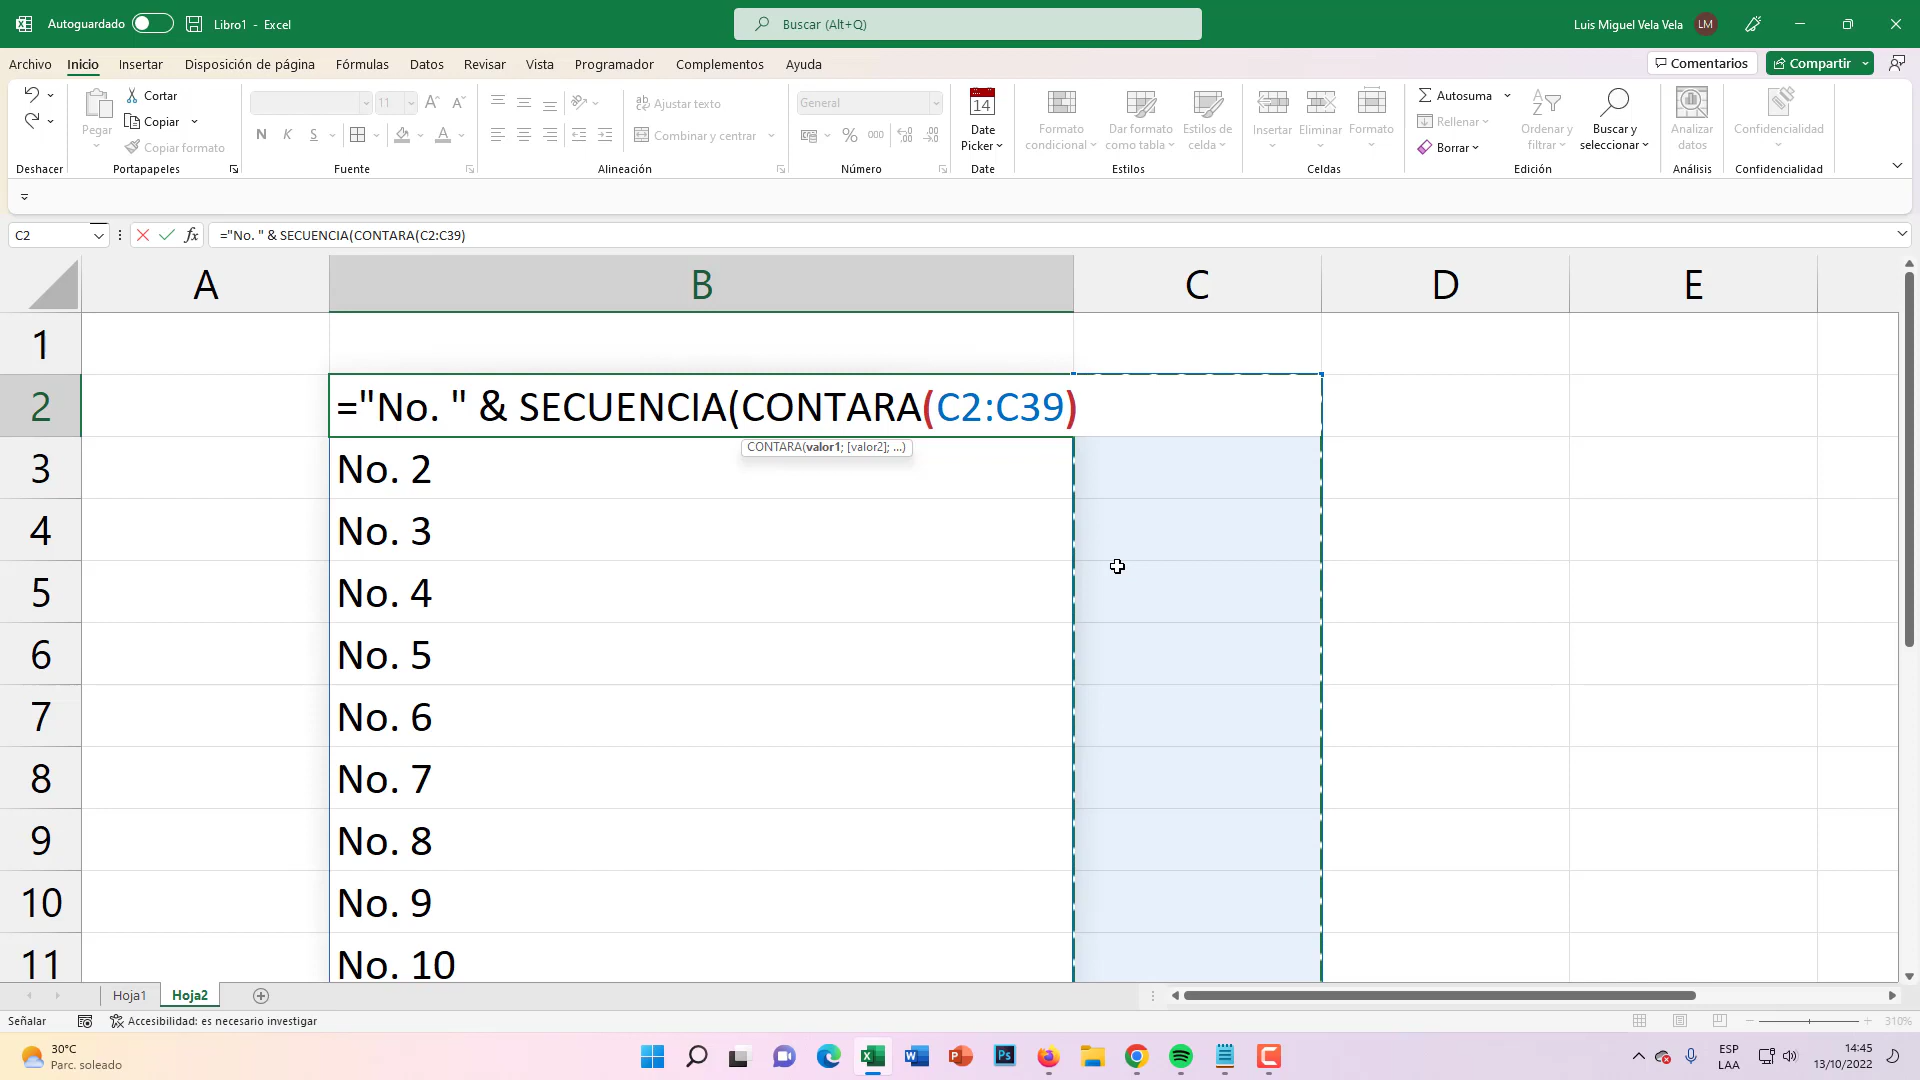 Autoguardado Libro1 - Excel Buscar (Alt+Q) Luis Miguel Vela Vela LM
Archivo Inicio Insertar Disposición de página Fórmulas Datos Revisar Vista Programador Complementos Ayuda Comentarios Compartir
Pegar Cortar Copiar Copiar formato
11 N K S
ab Ajustar texto
Combinar y centrar
General
% 000
14 Date Picker
Formato condicional
Dar formato como tabla
Estilos de celda
Insertar Eliminar Formato
Autosuma Rellenar Borrar
Ordenar y filtrar
Buscar y seleccionar
Analizar datos
Confidencialidad
Deshacer Portapapeles Fuente Alineación Número Date Estilos Celdas Edición Análisis Confidencialidad
C2 fx ="No. " & SECUENCIA(CONTARA(C2:C39)
A B C D E
1
2 ="No. " & SECUENCIA(CONTARA(C2:C39)
CONTARA(valor1; [valor2]; ...)
3 No. 2
4 No. 3
5 No. 4
6 No. 5
7 No. 6
8 No. 7
9 No. 8
10 No. 9
11 No. 10
Hoja1 Hoja2
Señalar Accesibilidad: es necesario investigar 310%
30°C
Parc. soleado
ESP
LAA
14:45
13/10/2022